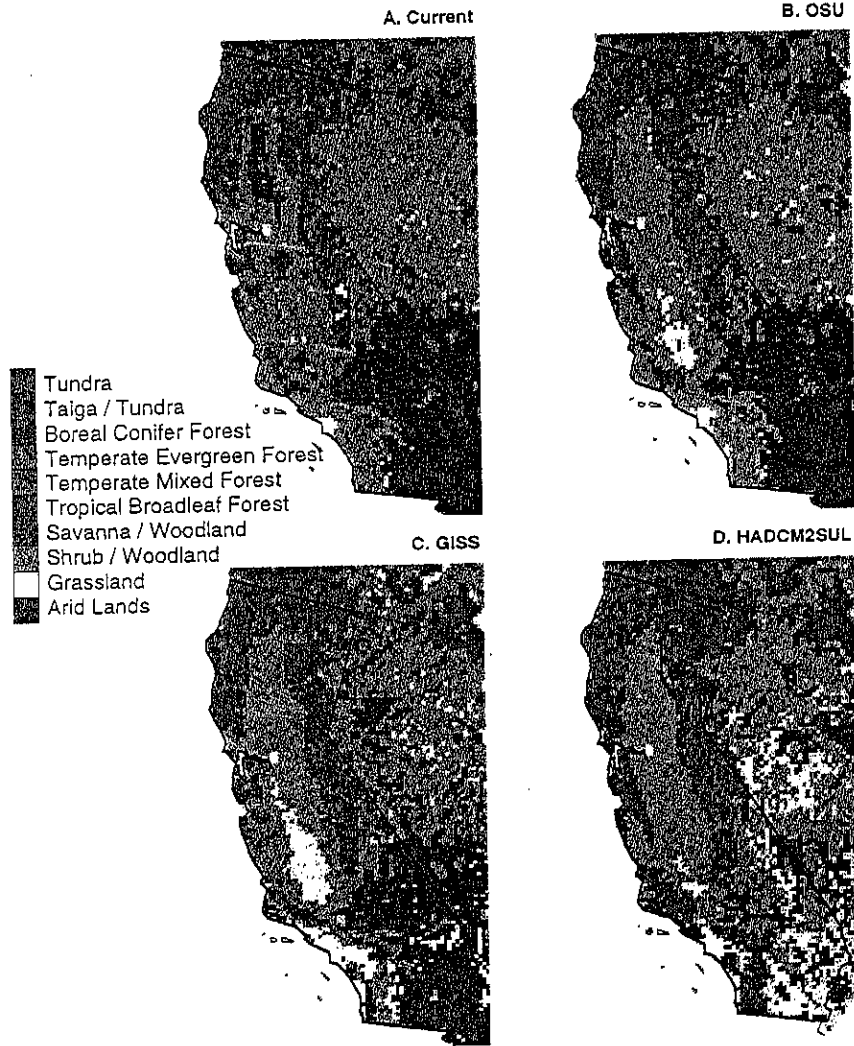 A. Current
B. OSU
Tundra
Taiga / Tundra
Boreal Conifer Forest
Temperate Evergreen Forest
Temperate Mixed Forest
Tropical Broadleaf Forest
Savanna / Woodland
Shrub / Woodland
Grassland
Arid Lands
C. GISS
D. HADCM2SUL